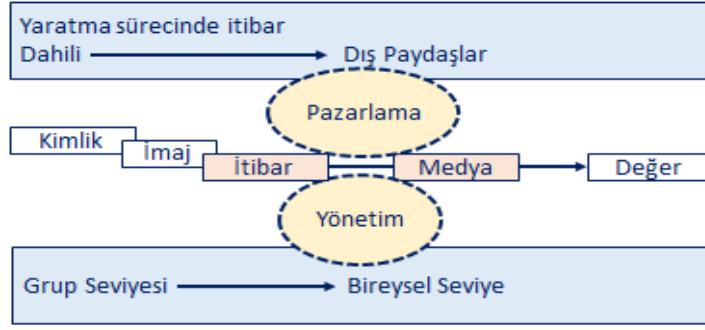 Yaratma sürecinde itibar
Dahili Dış Paydaşlar
Pazarlama
Kimlik
İmaj
İtibar Medya Değer
Yönetim
Grup Seviyesi Bireysel Seviye